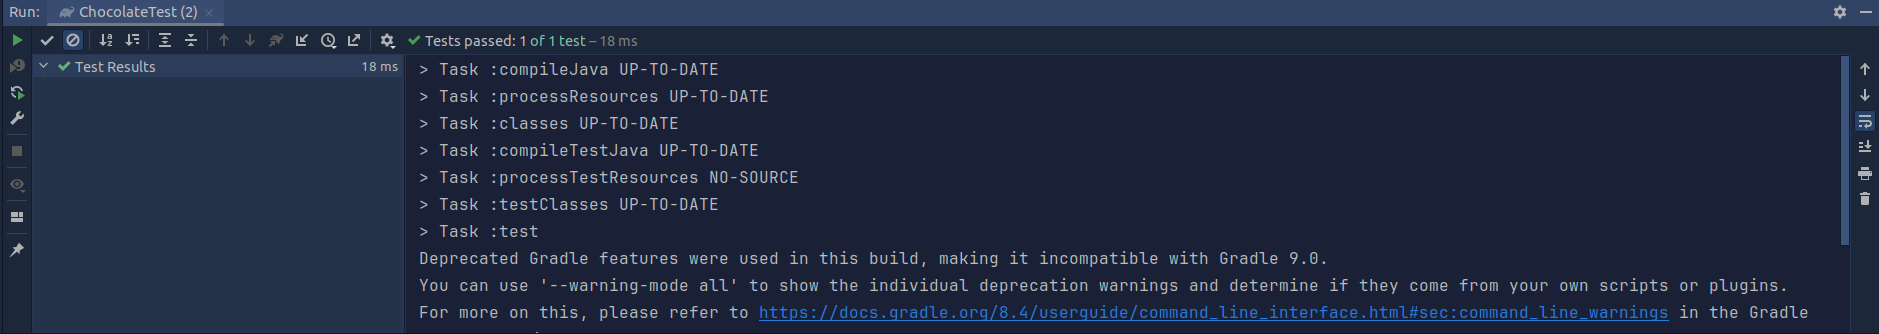 Run: ChocolateTest (2)
Tests passed: 1 of 1 test – 18 ms
Test Results 18 ms
> Task :compileJava UP-TO-DATE
> Task :processResources UP-TO-DATE
> Task :classes UP-TO-DATE
> Task :compileTestJava UP-TO-DATE
> Task :processTestResources NO-SOURCE
> Task :testClasses UP-TO-DATE
> Task :test
Deprecated Gradle features were used in this build, making it incompatible with Gradle 9.0.
You can use '--warning-mode all' to show the individual deprecation warnings and determine if they come from your own scripts or plugins.
For more on this, please refer to https://docs.gradle.org/8.4/userguide/command_line_interface.html#sec:command_line_warnings in the Gradle